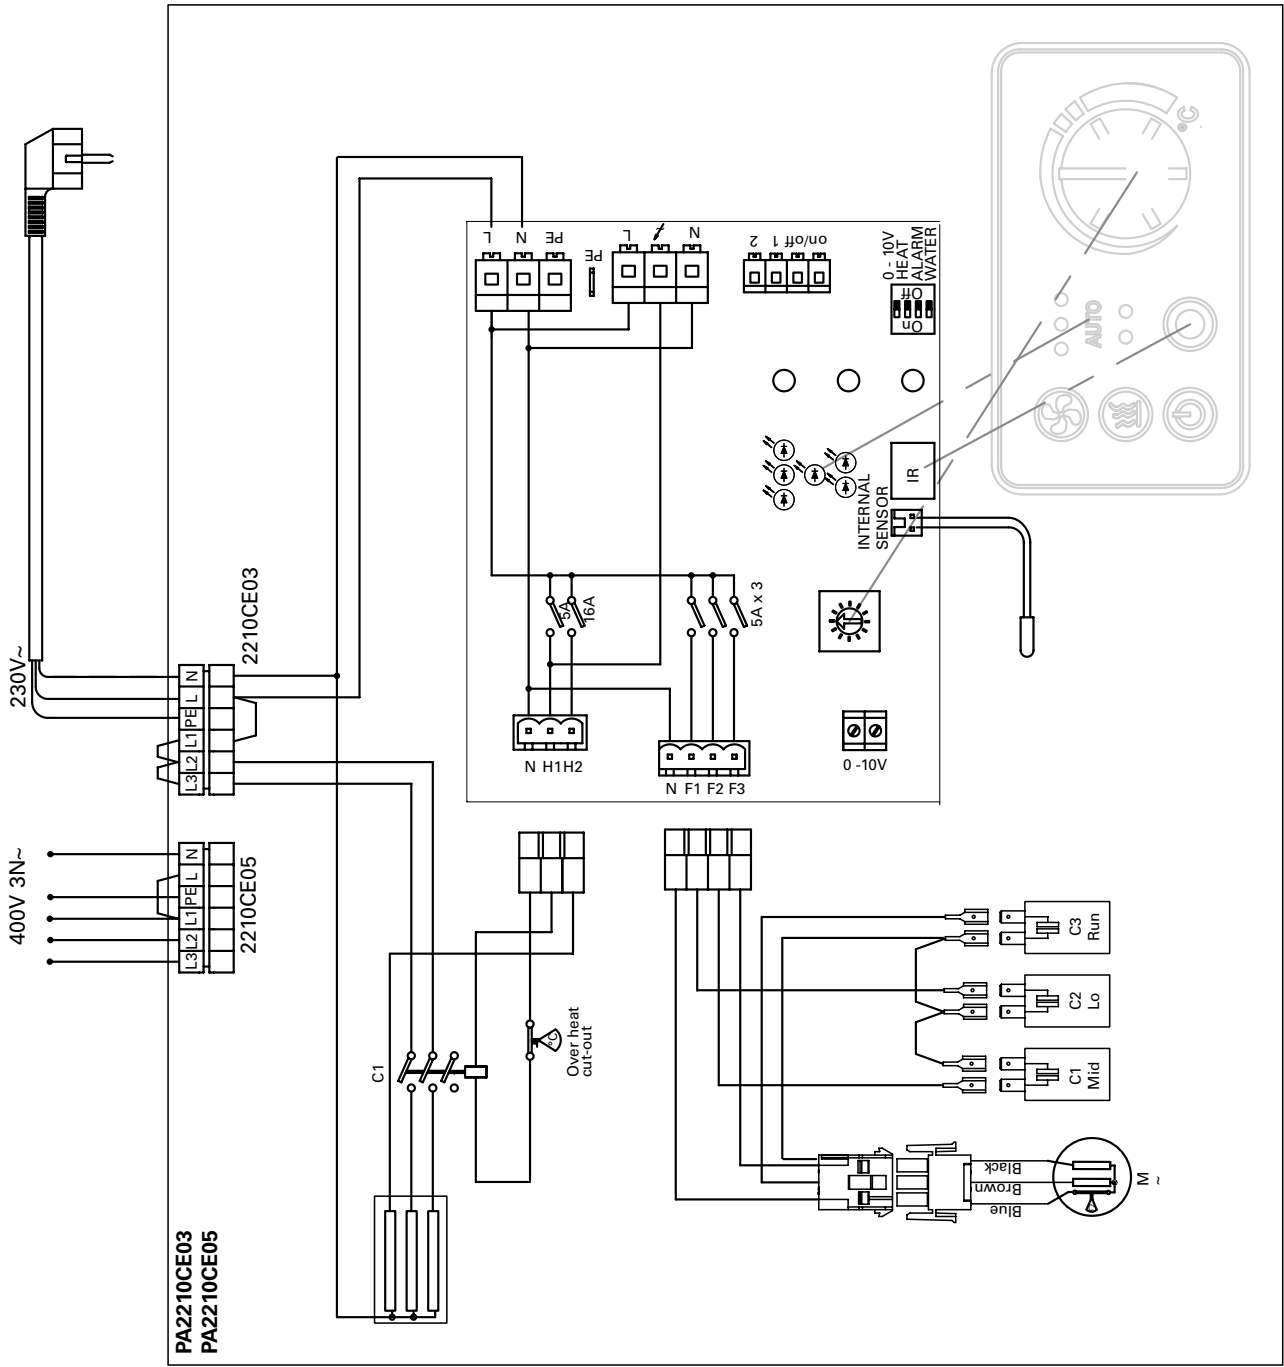 PA2210CE03
PA2210CE05
230V~
N
L
PE
L1
L2
L3
2210CE03
400V 3N~
N
L
PE
L1
L2
L3
2210CE05
L
N
PE
PE
L
N
2
1
on/off
0 - 10V
HEAT
ALARM
WATER
Off
On
°C
AUTO
IR
INTERNAL
SENSOR
5A
16A
5A x 3
N H1 H2
N F1 F2 F3
0 -10V
C1
°C
Over heat
cut-out
C3
Run
C2
Lo
C1
Mid
Black
Brown
Blue
M
~